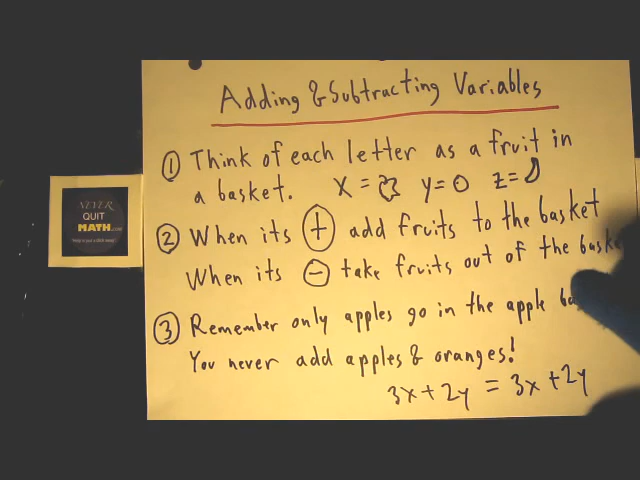 Adding & Subtracting Variables
① Think of each letter as a fruit in
a basket. X = y = z =
② When its + add fruits to the basket
When its − take fruits out of the
③ Remember only apples go in the apple
You never add apples & oranges!
3x + 2y = 3x + 2y
NEVER
QUIT
MATH.com